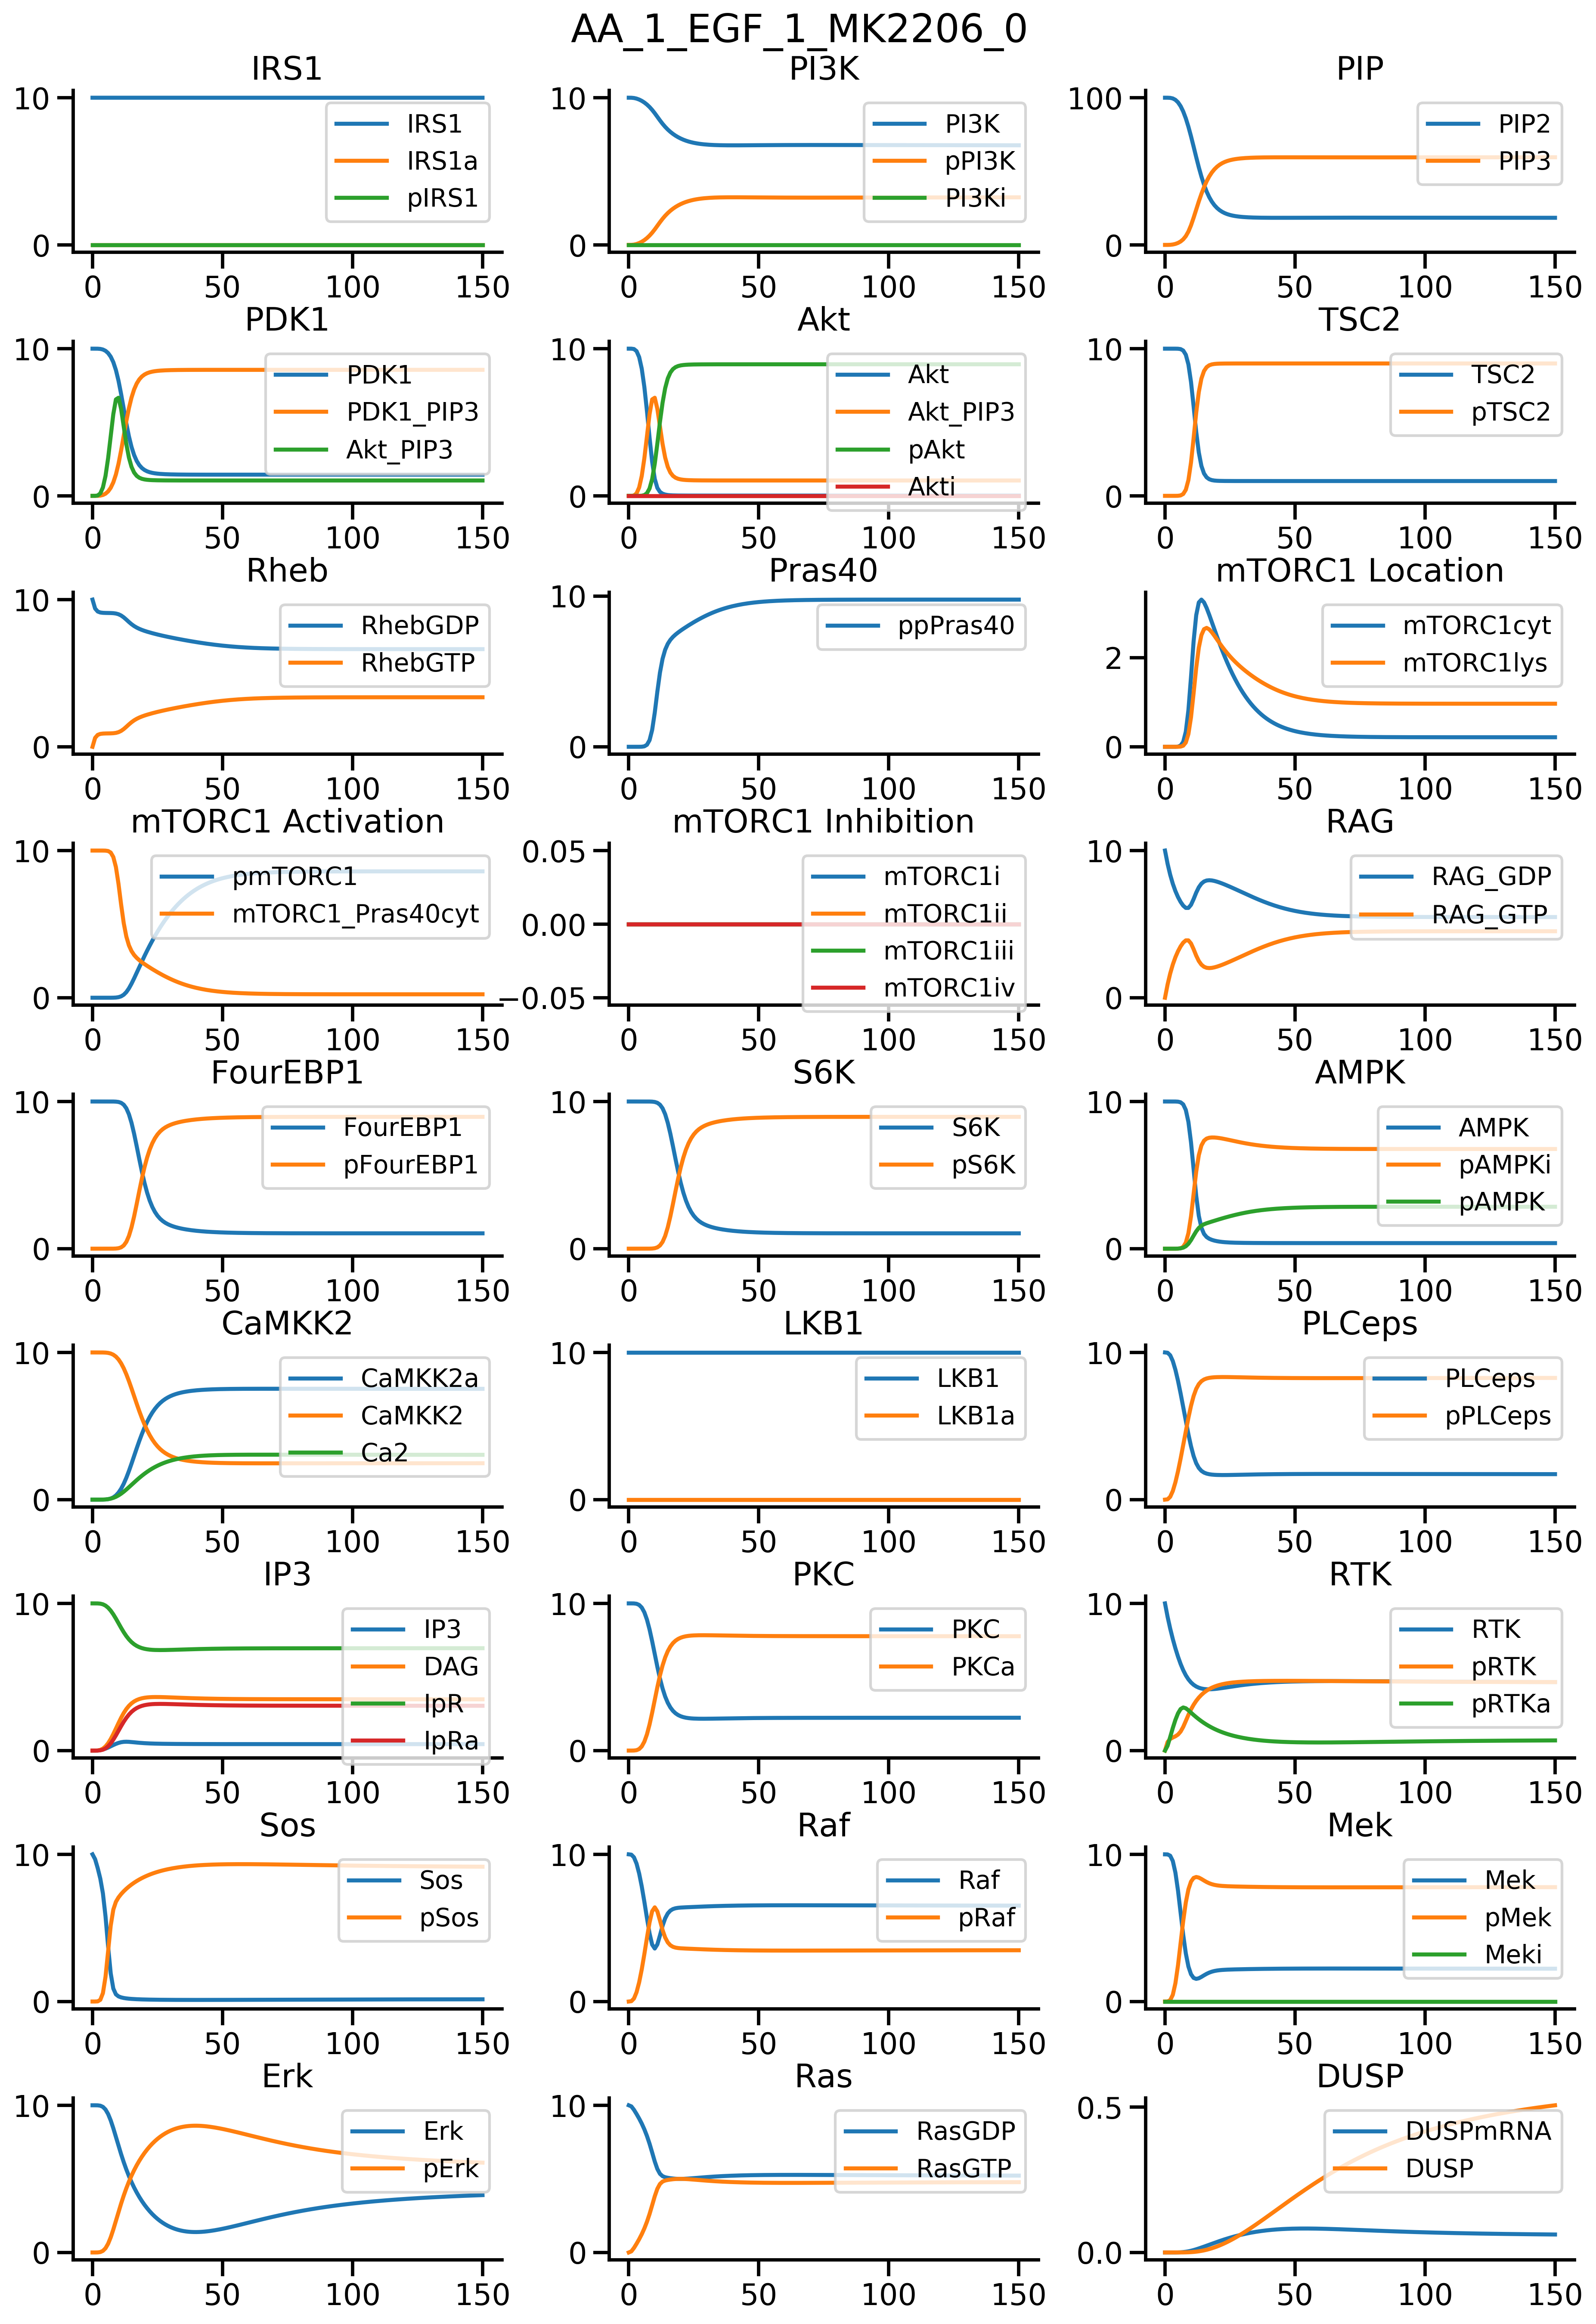 AA_1_EGF_1_MK2206_0
IRS1
PI3K
PIP
10
0
IRS1
IRS1a
pIRS1
0 50 100 150
10
0
PI3K
pPI3K
PI3Ki
0 50 100 150
100
0
PIP2
PIP3
0 50 100 150
PDK1
Akt
TSC2
10
0
PDK1
PDK1_PIP3
Akt_PIP3
0 50 100 150
10
0
Akt
Akt_PIP3
pAkt
Akti
0 50 100 150
10
0
TSC2
pTSC2
0 50 100 150
Rheb
Pras40
mTORC1 Location
10
0
RhebGDP
RhebGTP
0 50 100 150
10
0
ppPras40
0 50 100 150
2
0
mTORC1cyt
mTORC1lys
0 50 100 150
mTORC1 Activation
mTORC1 Inhibition
RAG
10
0
pmTORC1
mTORC1_Pras40cyt
0 50 100 150
0.05
0.00
−0.05
mTORC1i
mTORC1ii
mTORC1iii
mTORC1iv
0 50 100 150
10
0
RAG_GDP
RAG_GTP
0 50 100 150
FourEBP1
S6K
AMPK
10
0
FourEBP1
pFourEBP1
0 50 100 150
10
0
S6K
pS6K
0 50 100 150
10
0
AMPK
pAMPKi
pAMPK
0 50 100 150
CaMKK2
LKB1
PLCeps
10
0
CaMKK2a
CaMKK2
Ca2
0 50 100 150
10
0
LKB1
LKB1a
0 50 100 150
10
0
PLCeps
pPLCeps
0 50 100 150
IP3
PKC
RTK
10
0
IP3
DAG
IpR
IpRa
0 50 100 150
10
0
PKC
PKCa
0 50 100 150
10
0
RTK
pRTK
pRTKa
0 50 100 150
Sos
Raf
Mek
10
0
Sos
pSos
0 50 100 150
10
0
Raf
pRaf
0 50 100 150
10
0
Mek
pMek
Meki
0 50 100 150
Erk
Ras
DUSP
10
0
Erk
pErk
0 50 100 150
10
0
RasGDP
RasGTP
0 50 100 150
0.5
0.0
DUSPmRNA
DUSP
0 50 100 150